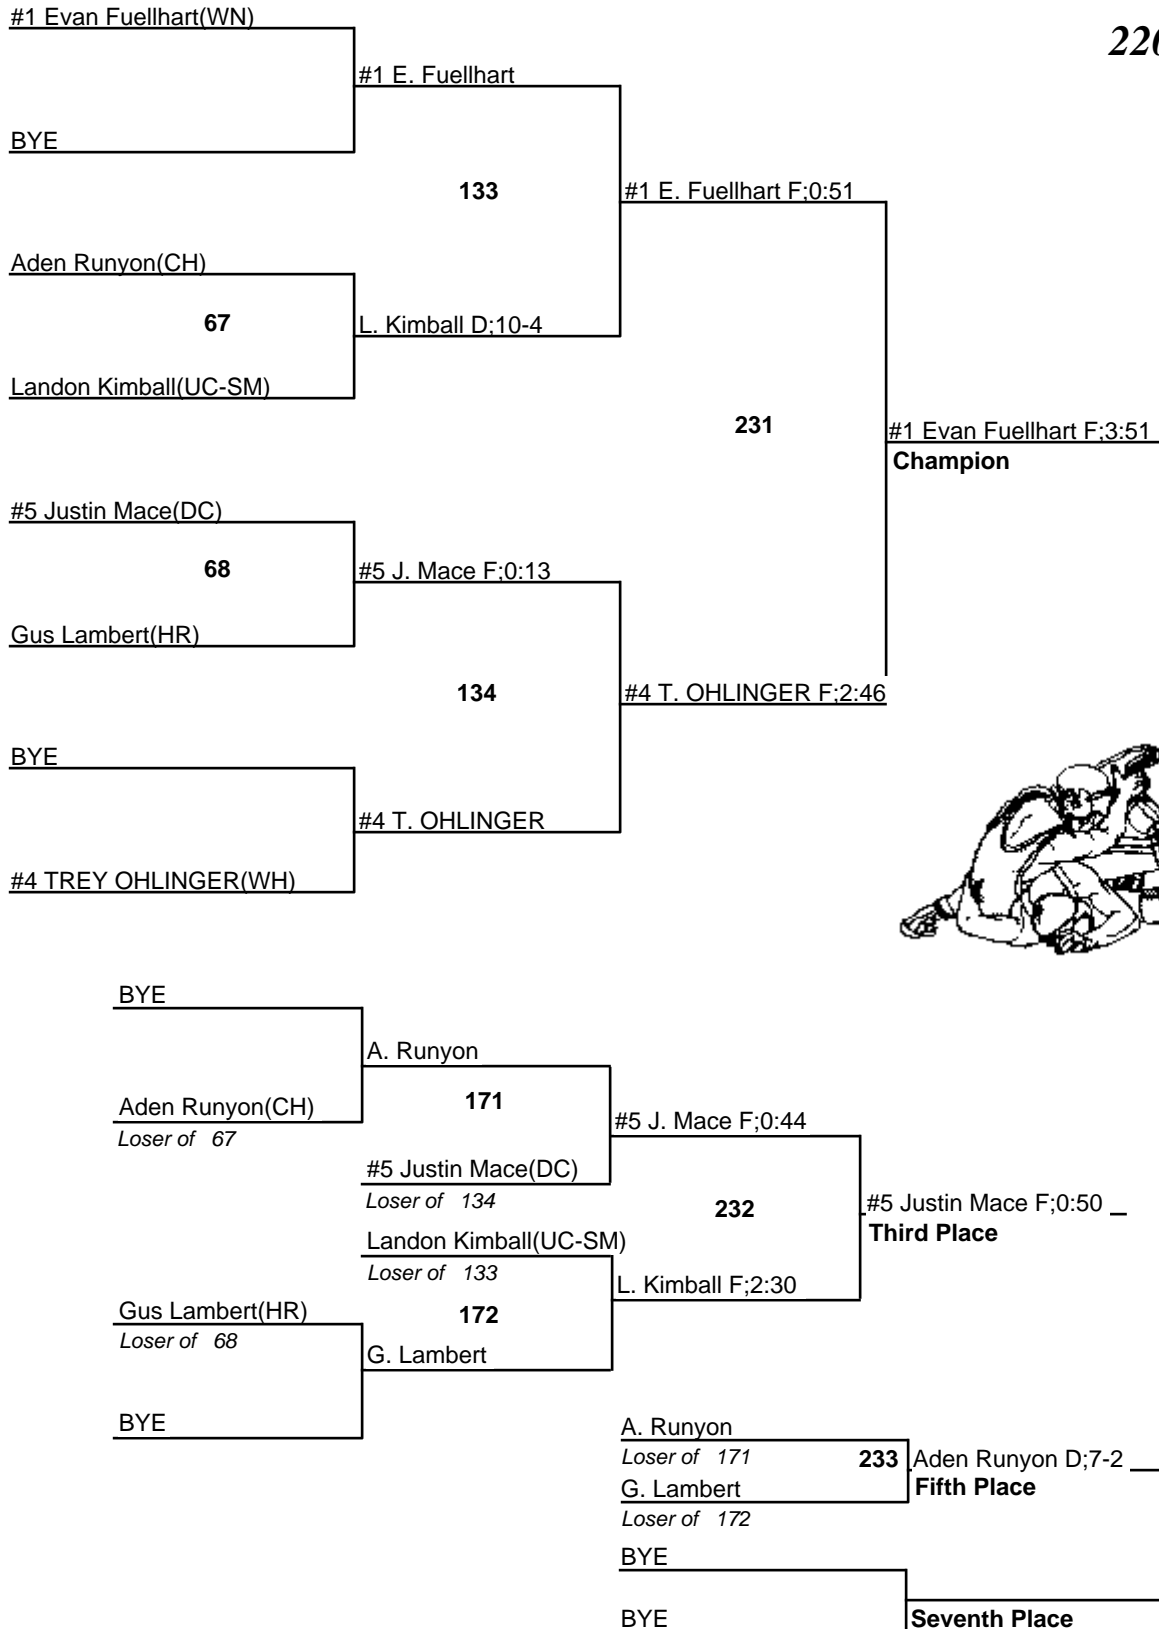 #1 Evan Fuellhart(WN)
220
#1 E. Fuellhart
BYE
133
#1 E. Fuellhart F;0:51
Aden Runyon(CH)
67
L. Kimball D;10-4
Landon Kimball(UC-SM)
231
#1 Evan Fuellhart F;3:51
Champion
#5 Justin Mace(DC)
68
#5 J. Mace F;0:13
Gus Lambert(HR)
134
#4 T. OHLINGER F;2:46
BYE
#4 T. OHLINGER
#4 TREY OHLINGER(WH)
BYE
A. Runyon
Aden Runyon(CH)
Loser of 67
171
#5 J. Mace F;0:44
#5 Justin Mace(DC)
Loser of 134
232
#5 Justin Mace F;0:50
Third Place
Landon Kimball(UC-SM)
Loser of 133
L. Kimball F;2:30
Gus Lambert(HR)
Loser of 68
172
G. Lambert
BYE
A. Runyon
Loser of 171
233
Aden Runyon D;7-2
Fifth Place
G. Lambert
Loser of 172
BYE
BYE
Seventh Place